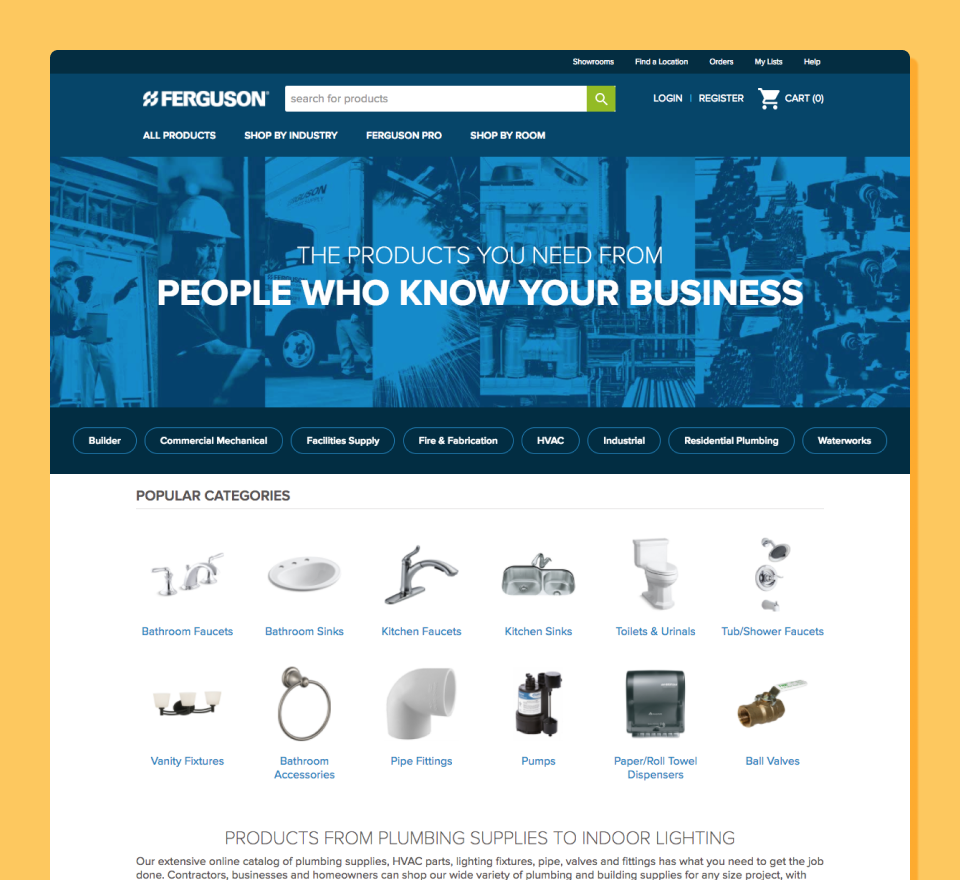 Showrooms Find a Location Orders My Lists Help
FERGUSON®
search for products
LOGIN | REGISTER CART (0)
ALL PRODUCTS SHOP BY INDUSTRY FERGUSON PRO SHOP BY ROOM
FERGUSON
THE PRODUCTS YOU NEED FROM
PEOPLE WHO KNOW YOUR BUSINESS
Builder Commercial Mechanical Facilities Supply Fire & Fabrication HVAC Industrial Residential Plumbing Waterworks
POPULAR CATEGORIES
Bathroom Faucets Bathroom Sinks Kitchen Faucets Kitchen Sinks Toilets & Urinals Tub/Shower Faucets
Vanity Fixtures Bathroom Accessories Pipe Fittings Pumps Paper/Roll Towel Dispensers Ball Valves
PRODUCTS FROM PLUMBING SUPPLIES TO INDOOR LIGHTING
Our extensive online catalog of plumbing supplies, HVAC parts, lighting fixtures, pipe, valves and fittings has what you need to get the job
done. Contractors, businesses and homeowners can shop our wide variety of plumbing and building supplies for any size project, with